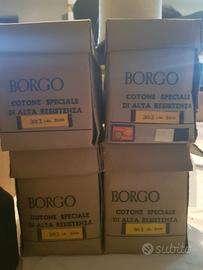 BORGO
COTONE SPECIALE
DI ALTA RESISTENZA
BORGO
COTONE SPECIALE
DI ALTA RESISTENZA
BORGO
COTONE SPECIALE
DI ALTA RESISTENZA
BORGO
COTONE SPECIALE
DI ALTA RESISTENZA
subito